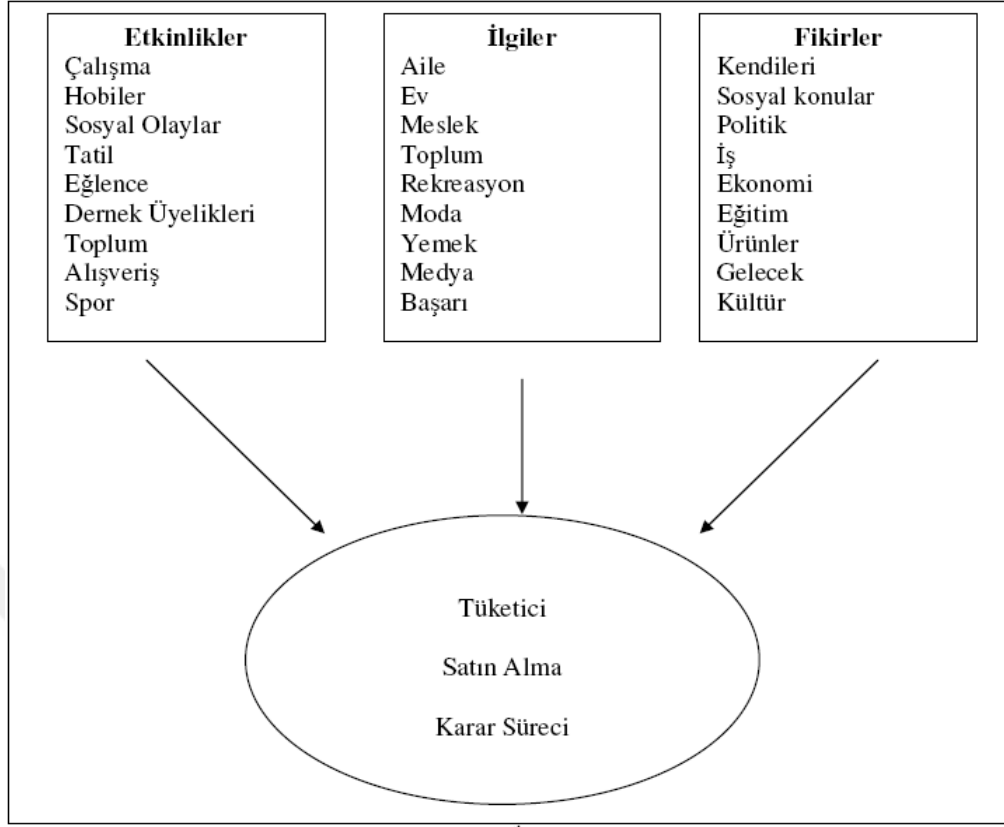 Etkinlikler
Çalışma
Hobiler
Sosyal Olaylar
Tatil
Eğlence
Dernek Üyelikleri
Toplum
Alışveriş
Spor
İlgiler
Aile
Ev
Meslek
Toplum
Rekreasyon
Moda
Yemek
Medya
Başarı
Fikirler
Kendileri
Sosyal konular
Politik
İş
Ekonomi
Eğitim
Ürünler
Gelecek
Kültür
Tüketici
Satın Alma
Karar Süreci